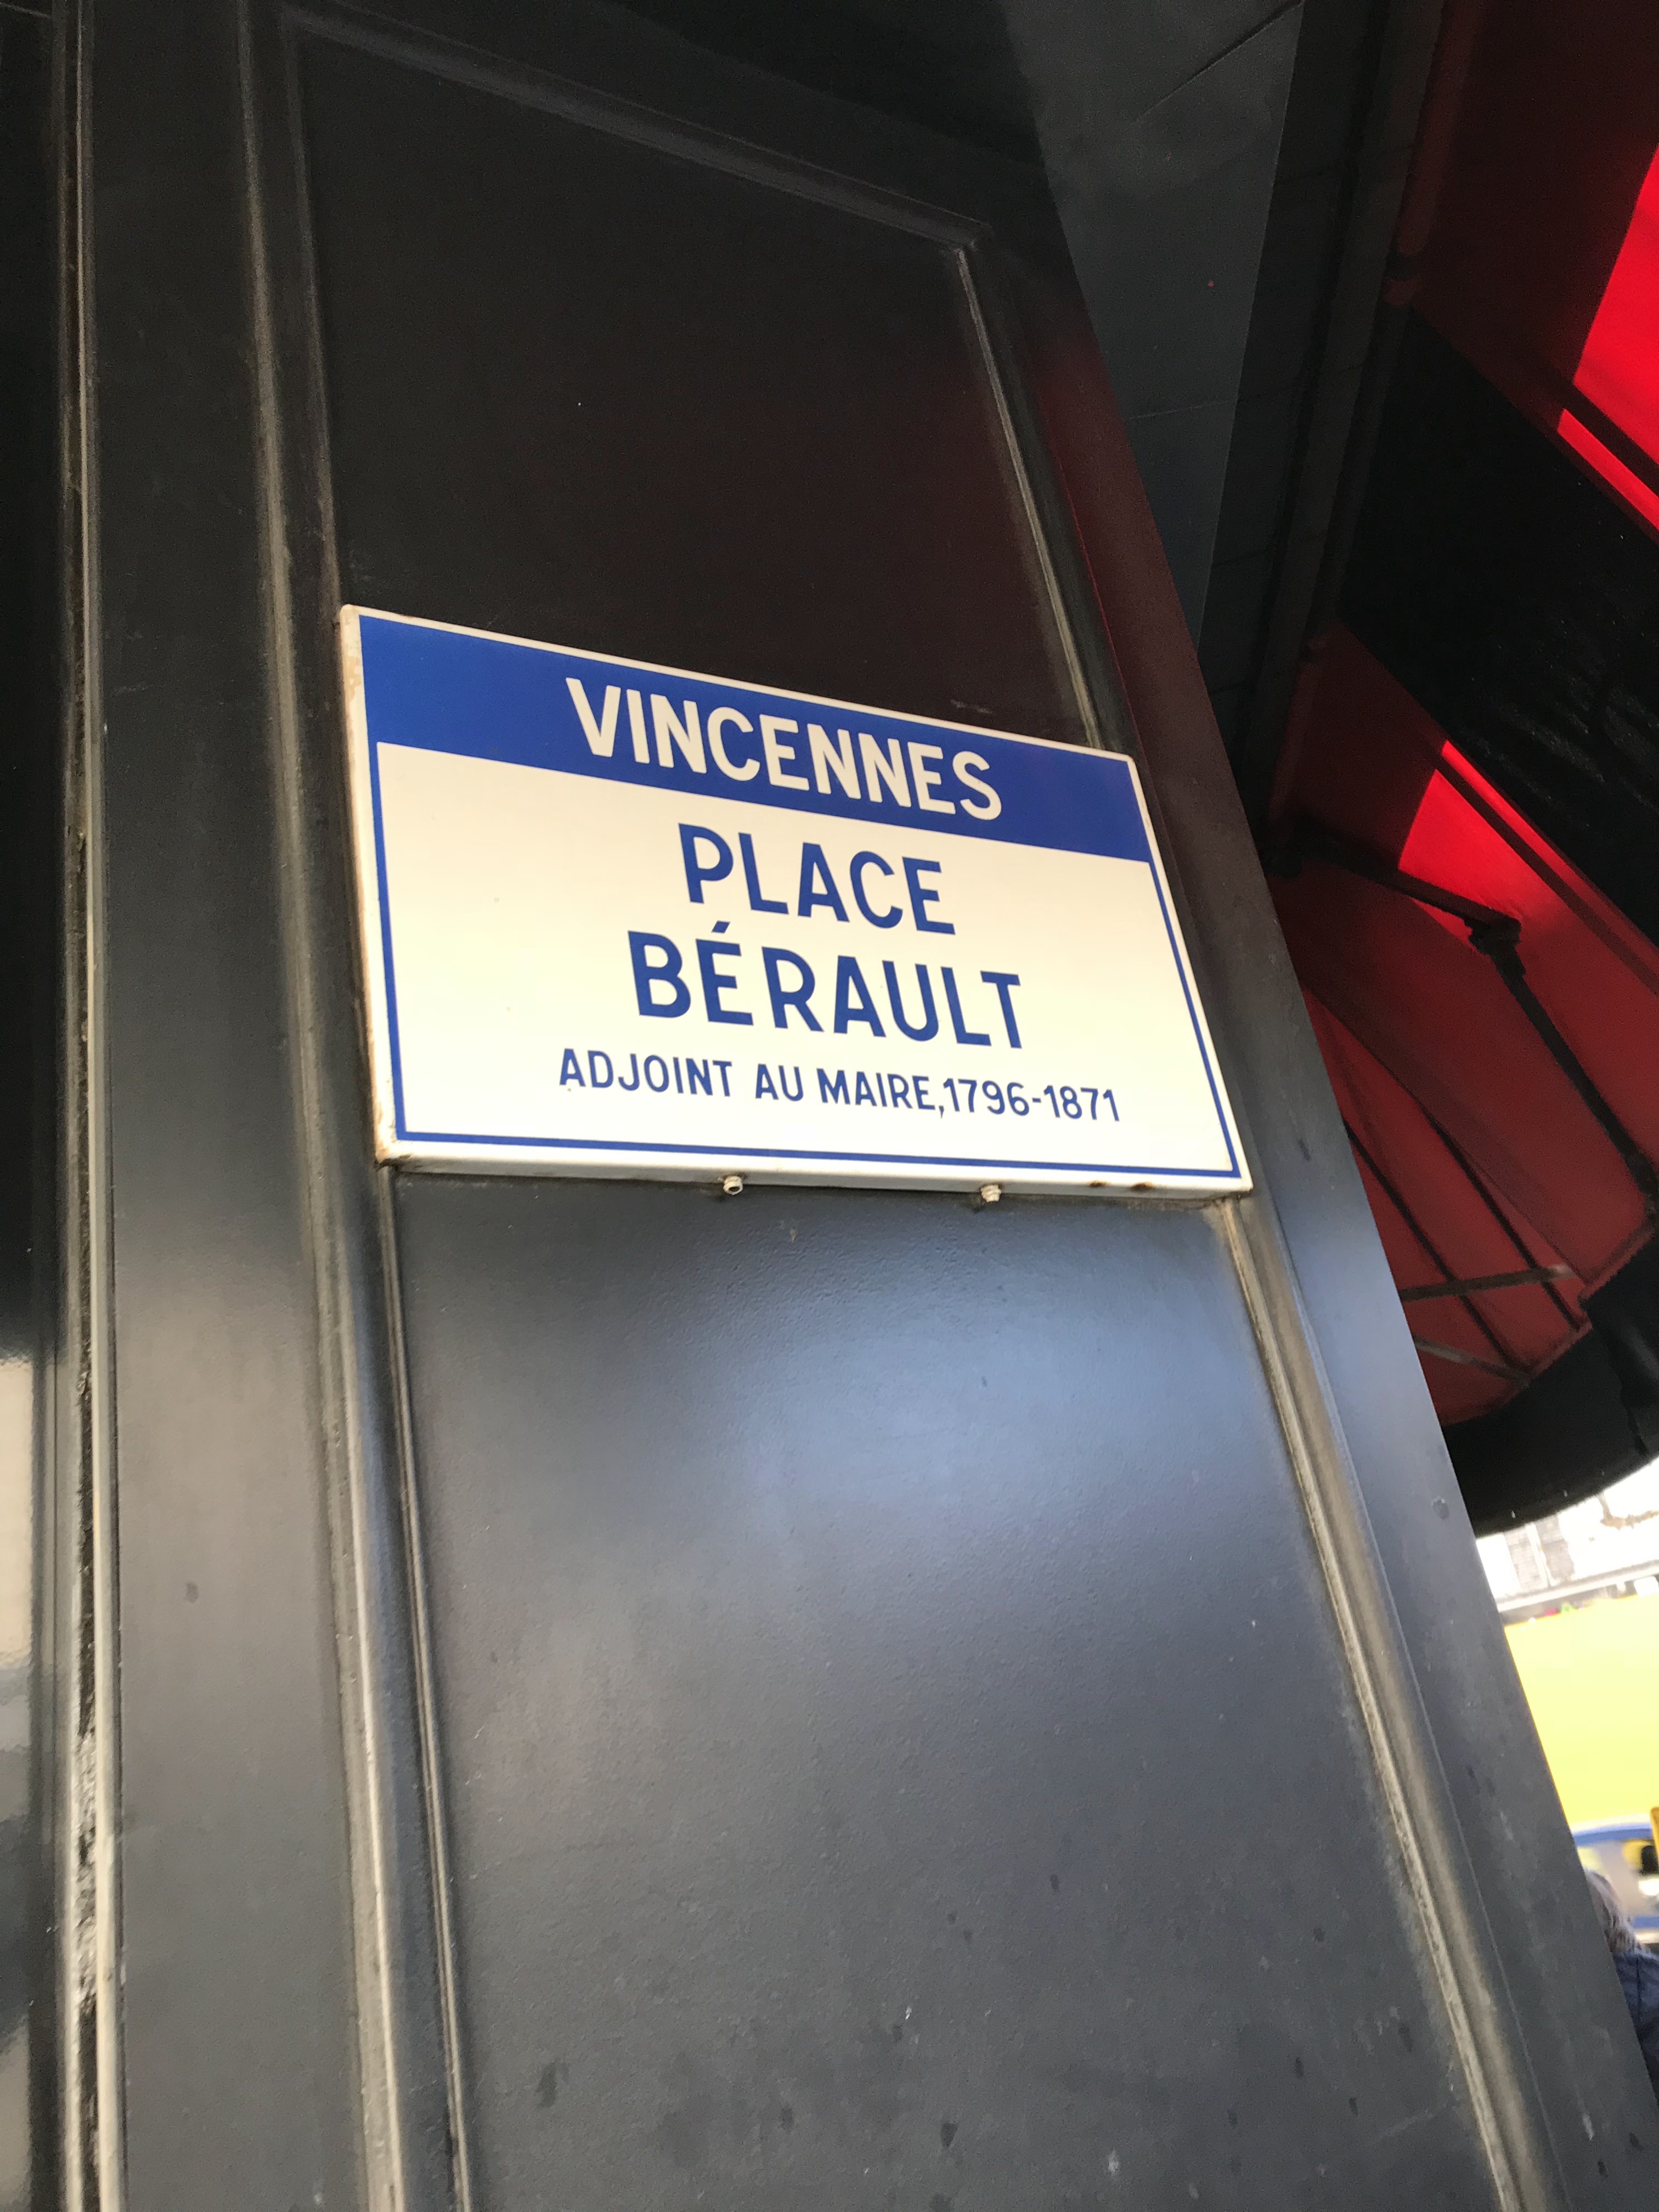 VINCENNES
PLACE
BÉRAULT
ADJOINT AU MAIRE,1796-1871